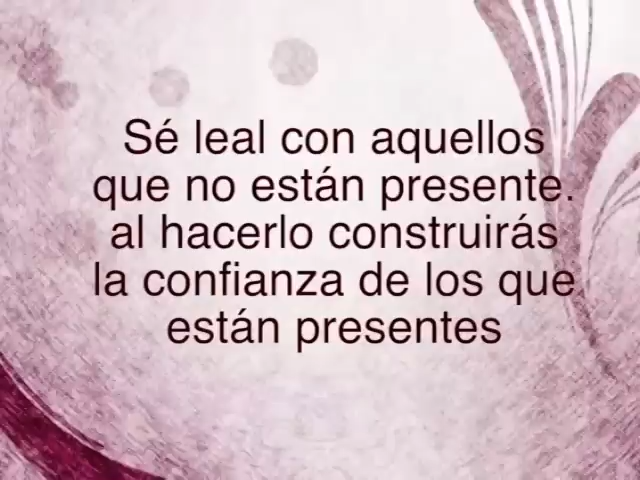 Sé leal con aquellos
que no están presente.
al hacerlo construirás
la confianza de los que
están presentes